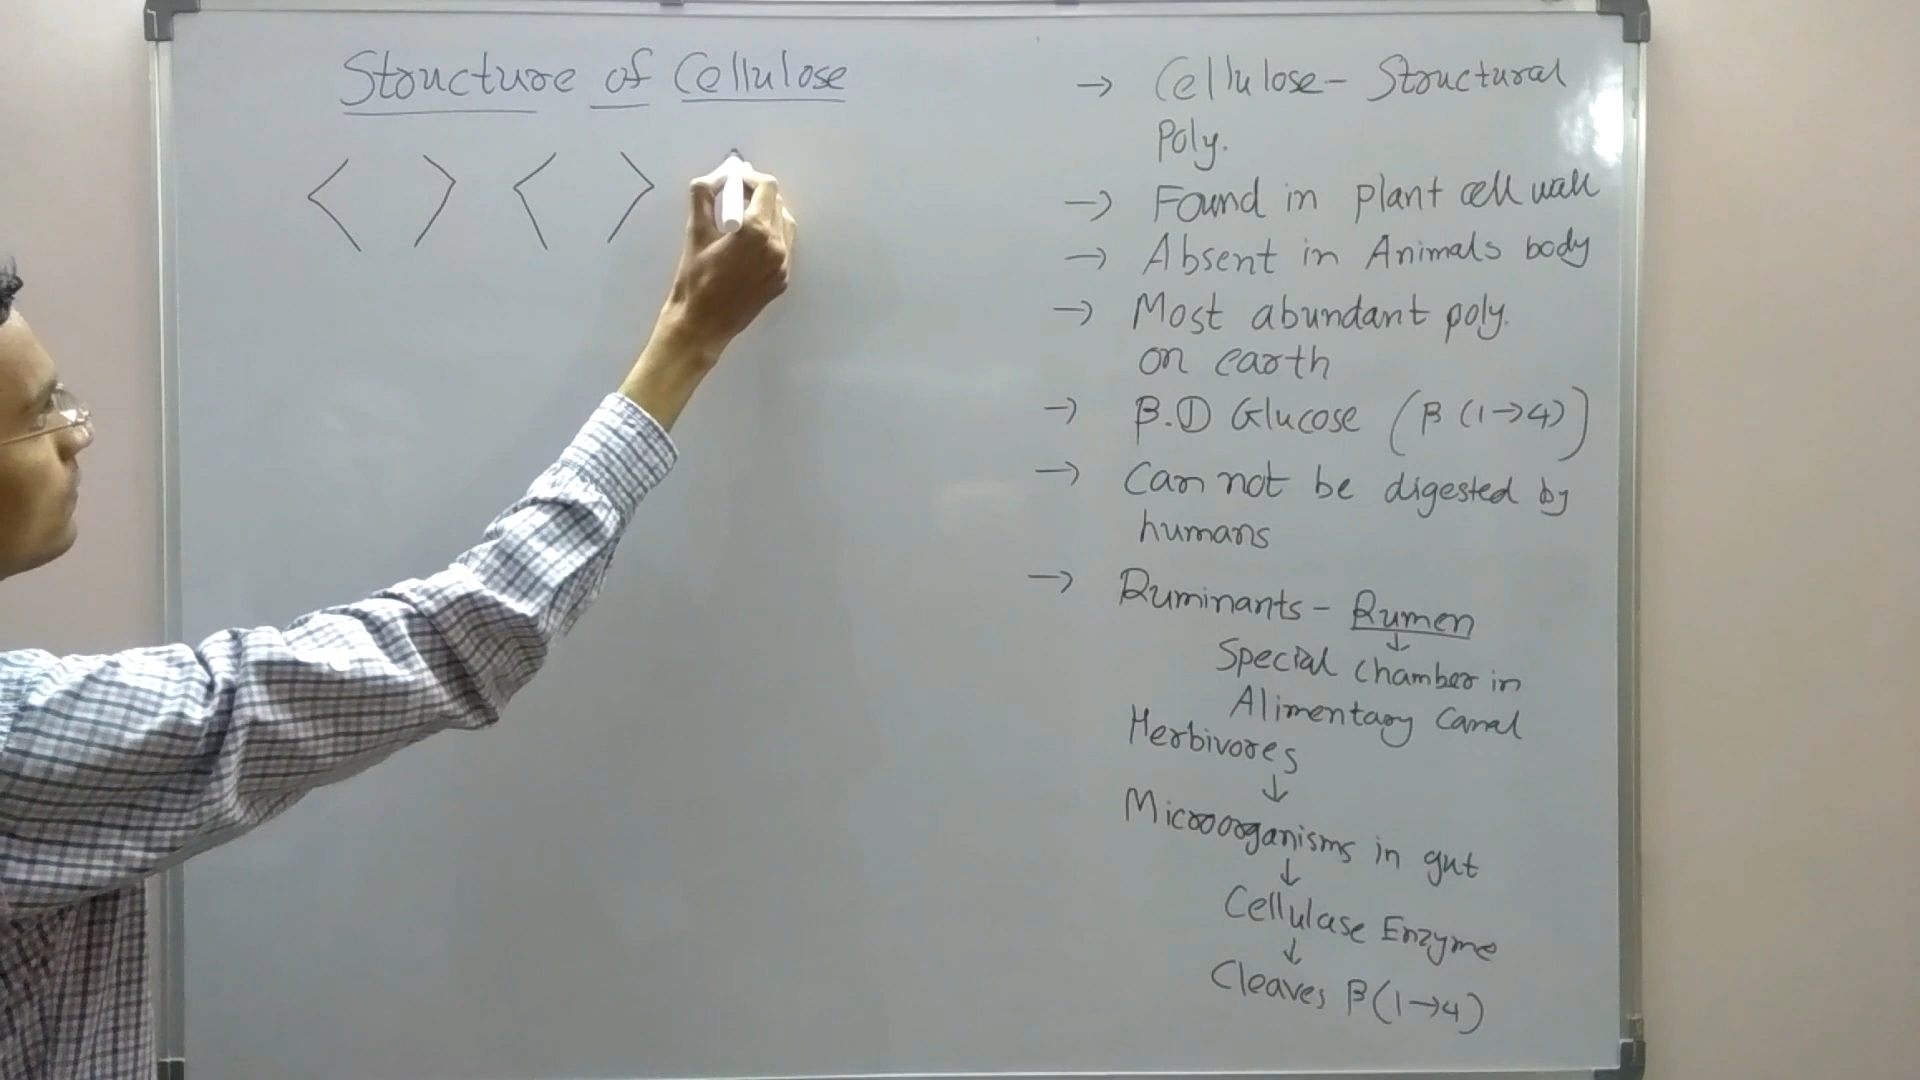 Structure of Cellulose
→ Cellulose - Structural
Poly.
→ Found in plant cell wall
→ Absent in Animals body
→ Most abundant poly.
on earth
→ β.D Glucose (β (1→4))
→ Can not be digested by
humans
→ Ruminants - Rumen
↓
Special chamber in
Alimentary Canal
Herbivores
↓
Microorganisms in gut
↓
Cellulase Enzyme
↓
Cleaves β(1→4)